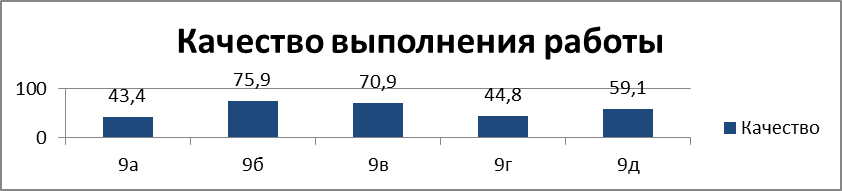 Качество выполнения работы
43,4 75,9 70,9 44,8 59,1
100
0
9а 9б 9в 9г 9д
Качество